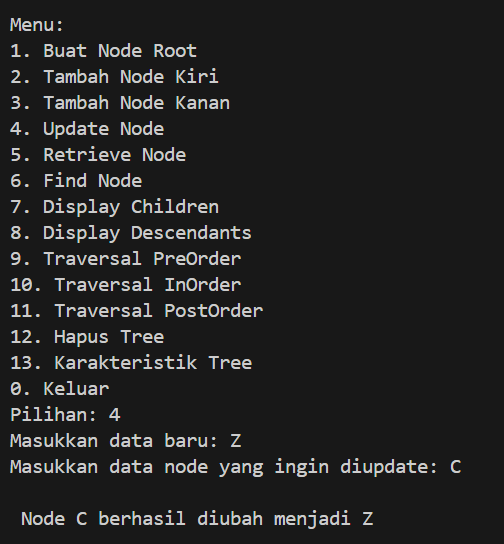 Menu:
1. Buat Node Root
2. Tambah Node Kiri
3. Tambah Node Kanan
4. Update Node
5. Retrieve Node
6. Find Node
7. Display Children
8. Display Descendants
9. Traversal PreOrder
10. Traversal InOrder
11. Traversal PostOrder
12. Hapus Tree
13. Karakteristik Tree
0. Keluar
Pilihan: 4
Masukkan data baru: Z
Masukkan data node yang ingin diupdate: C
Node C berhasil diubah menjadi Z